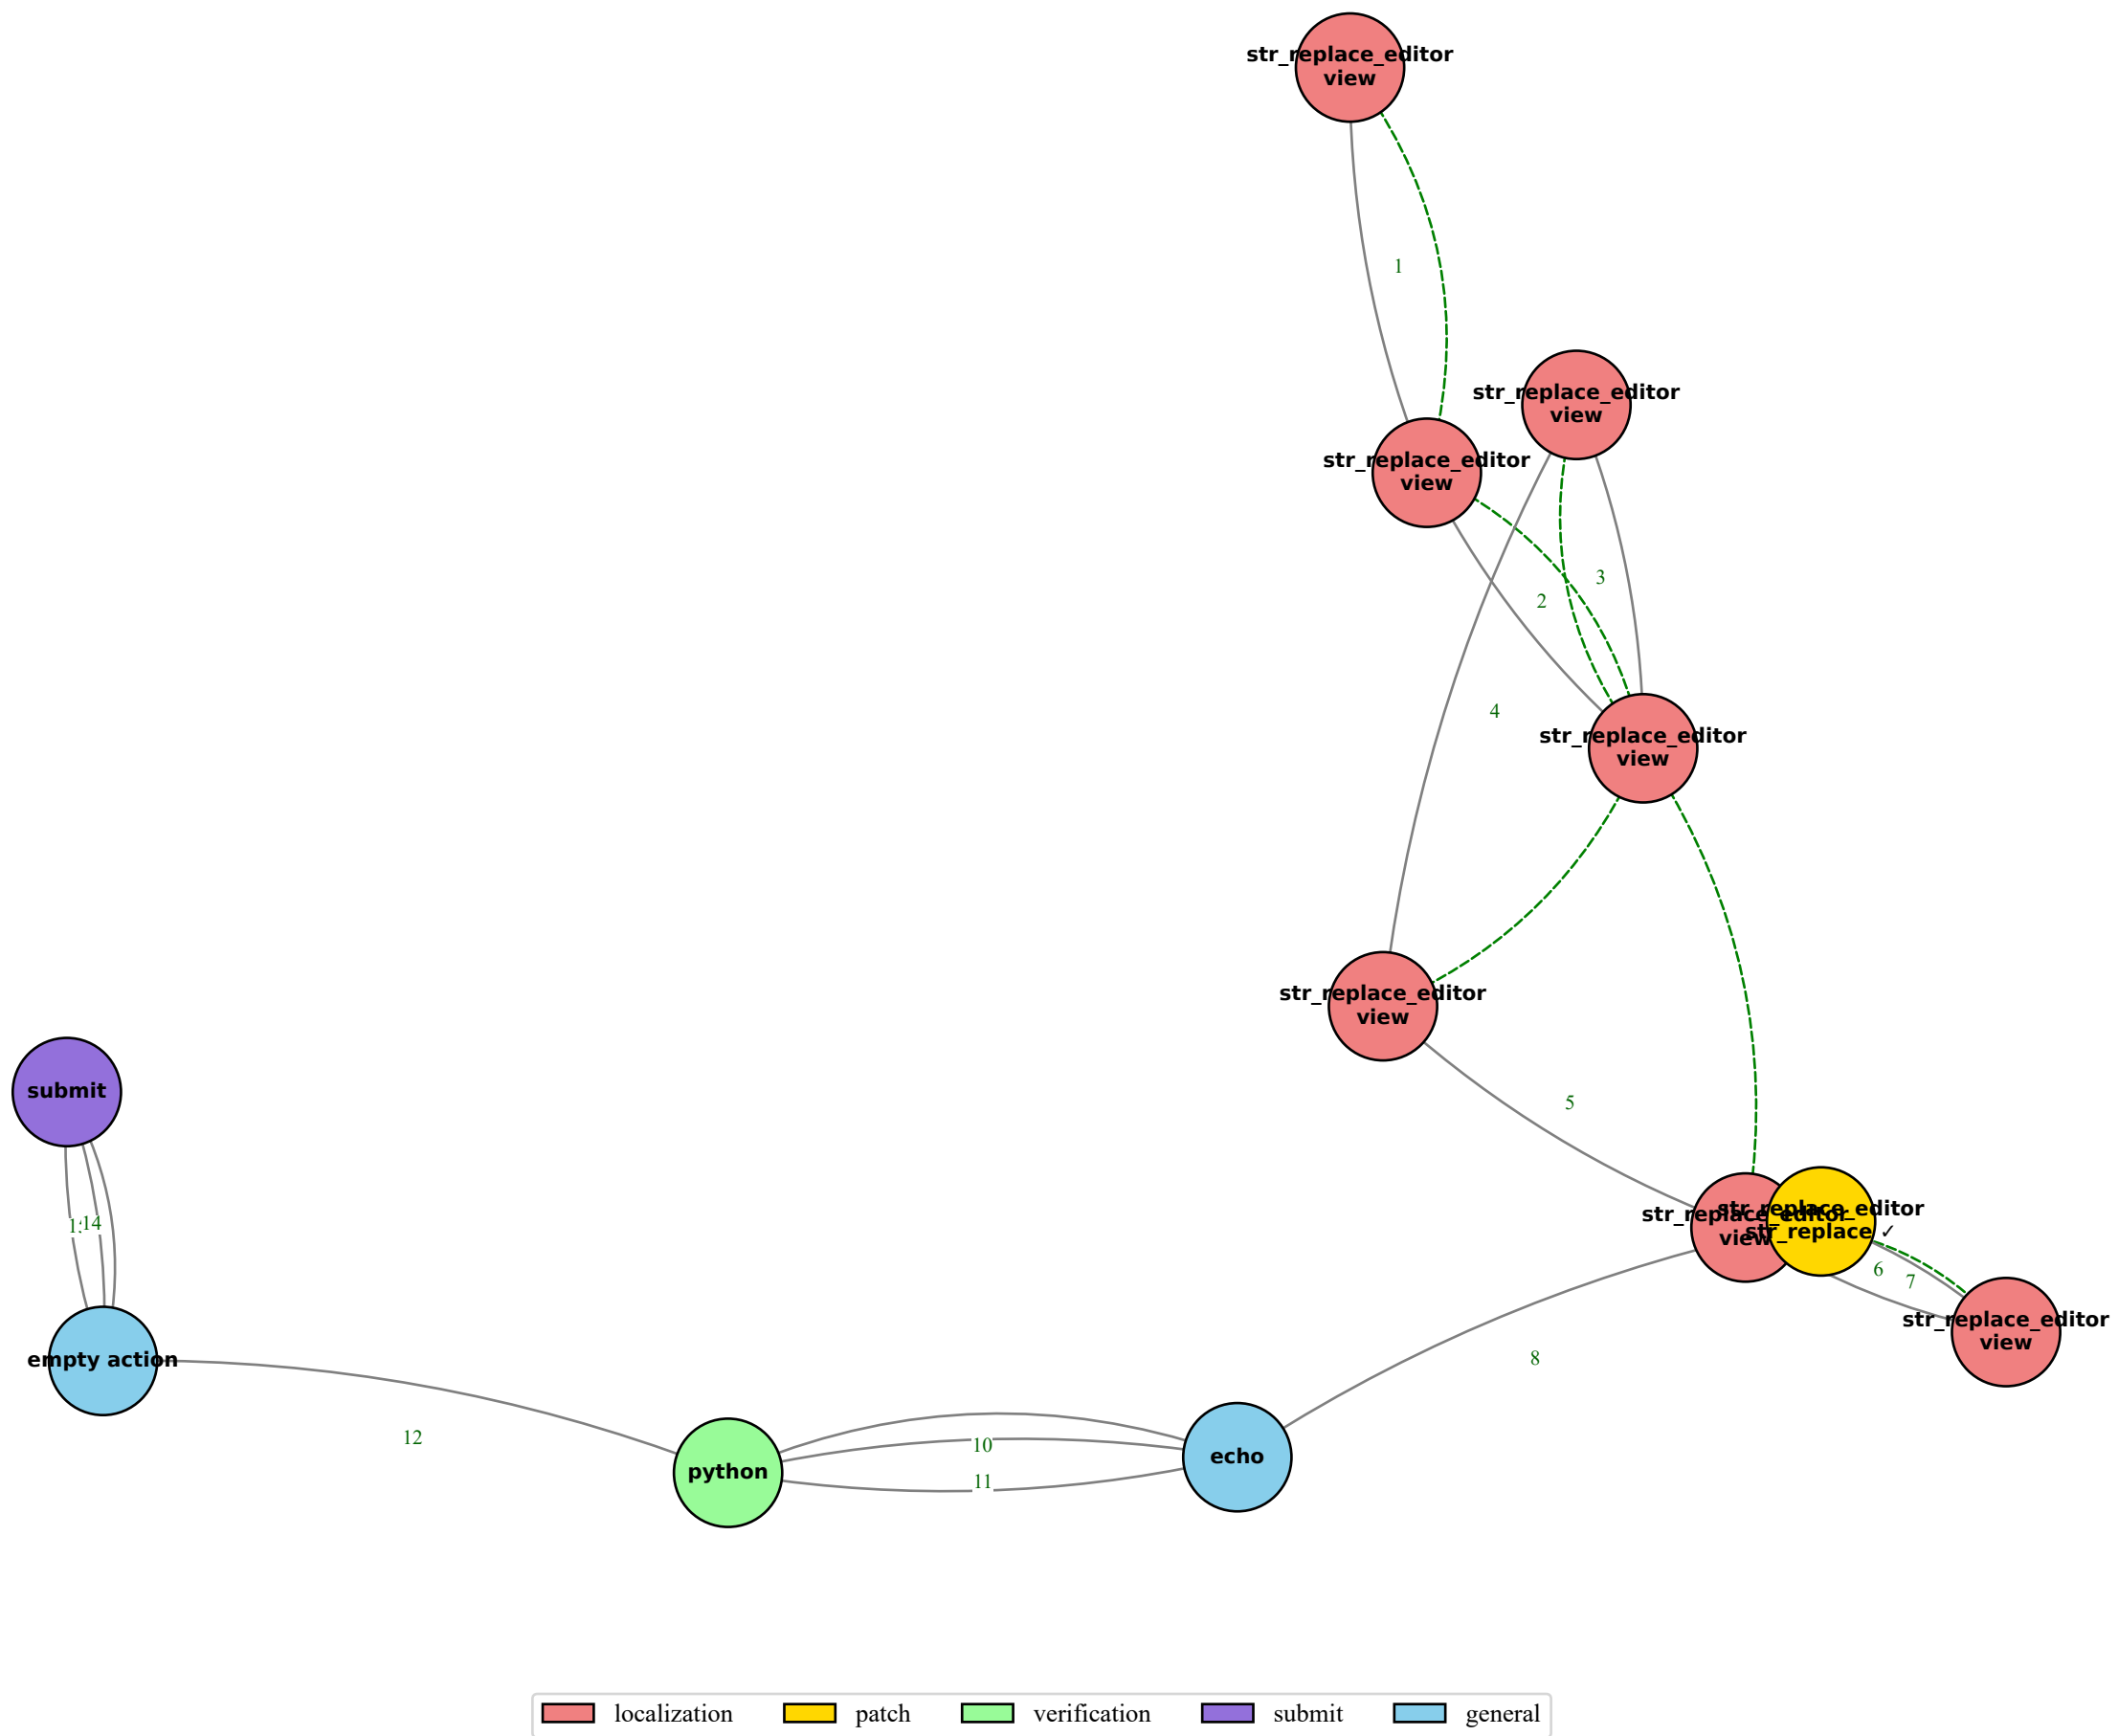 str_replace_editor
view
1
str_replace_editor
view
str_replace_editor
view
3
2
4
str_replace_editor
view
str_replace_editor
view
submit
5
str_replace_editor
view
str_replace_editor
str_replace ✓
14
6
7
str_replace_editor
view
empty action
8
12
10
echo
python
11
localization
patch
verification
submit
general